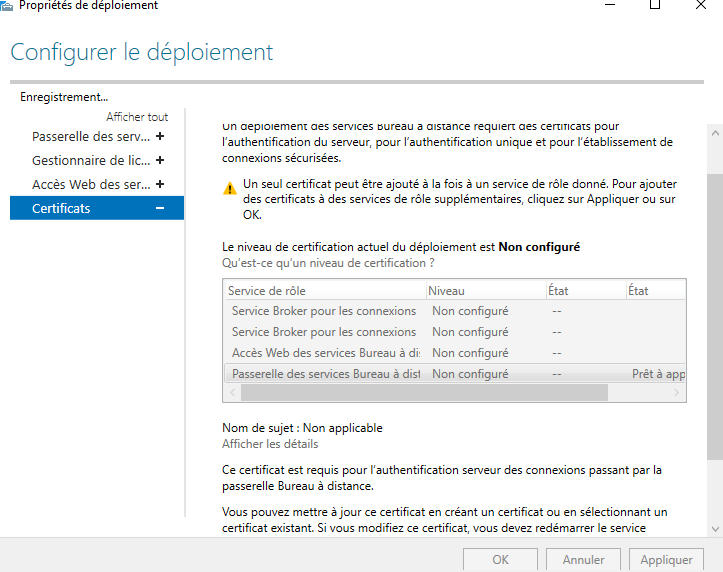 Propriétés de déploiement
Configurer le déploiement
Enregistrement...
Afficher tout
Passerelle des serv... +
Gestionnaire de lic... +
Accès Web des ser... +
Certificats −
Un déploiement des services Bureau à distance requiert des certificats pour
l'authentification du serveur, pour l'authentification unique et pour l'établissement de
connexions sécurisées.
Un seul certificat peut être ajouté à la fois à un service de rôle donné. Pour ajouter
des certificats à des services de rôle supplémentaires, cliquez sur Appliquer ou sur
OK.
Le niveau de certification actuel du déploiement est Non configuré
Qu'est-ce qu'un niveau de certification ?
Service de rôle Niveau État État
Service Broker pour les connexions Non configuré --
Service Broker pour les connexions Non configuré --
Accès Web des services Bureau à di Non configuré --
Passerelle des services Bureau à dist Non configuré -- Prêt à app
Nom de sujet : Non applicable
Afficher les détails
Ce certificat est requis pour l'authentification serveur des connexions passant par la
passerelle Bureau à distance.
Vous pouvez mettre à jour ce certificat en créant un certificat ou en sélectionnant un
certificat existant. Si vous modifiez ce certificat, vous devez redémarrer le service
OK Annuler Appliquer